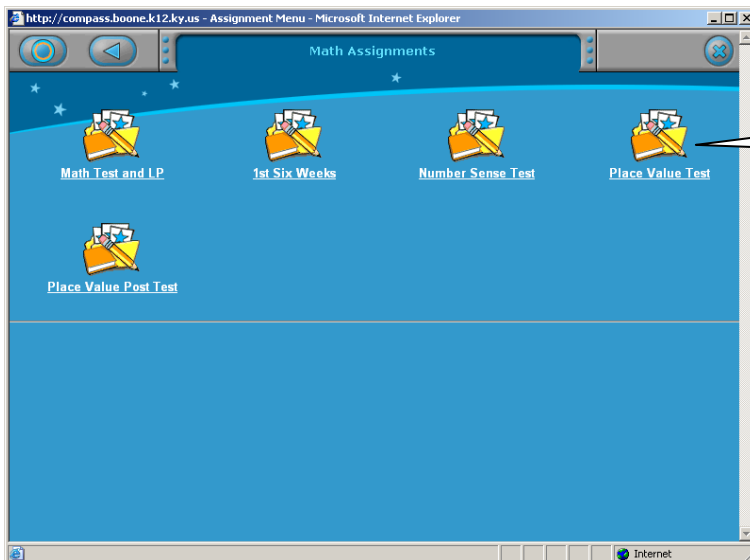 http://compass.boone.k12.ky.us - Assignment Menu - Microsoft Internet Explorer
Math Assignments
Math Test and LP
1st Six Weeks
Number Sense Test
Place Value Test
Place Value Post Test
Internet